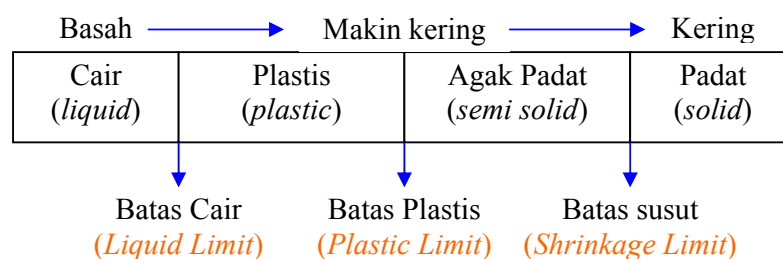 Basah Makin kering Kering
Cair Plastis Agak Padat Padat
(liquid) (plastic) (semi solid) (solid)
Batas Cair Batas Plastis Batas susut
(Liquid Limit) (Plastic Limit) (Shrinkage Limit)